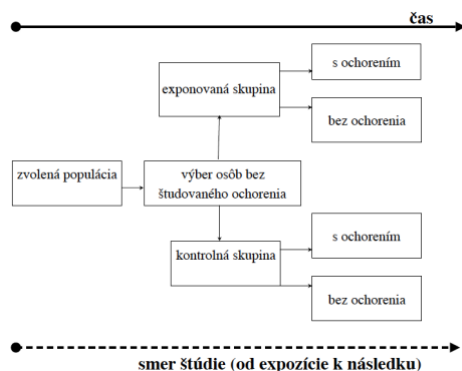 čas
s ochorením
exponovaná skupina
bez ochorenia
zvolená populácia
výber osôb bez
študovaného ochorenia
s ochorením
kontrolná skupina
bez ochorenia
smer štúdie (od expozície k následku)